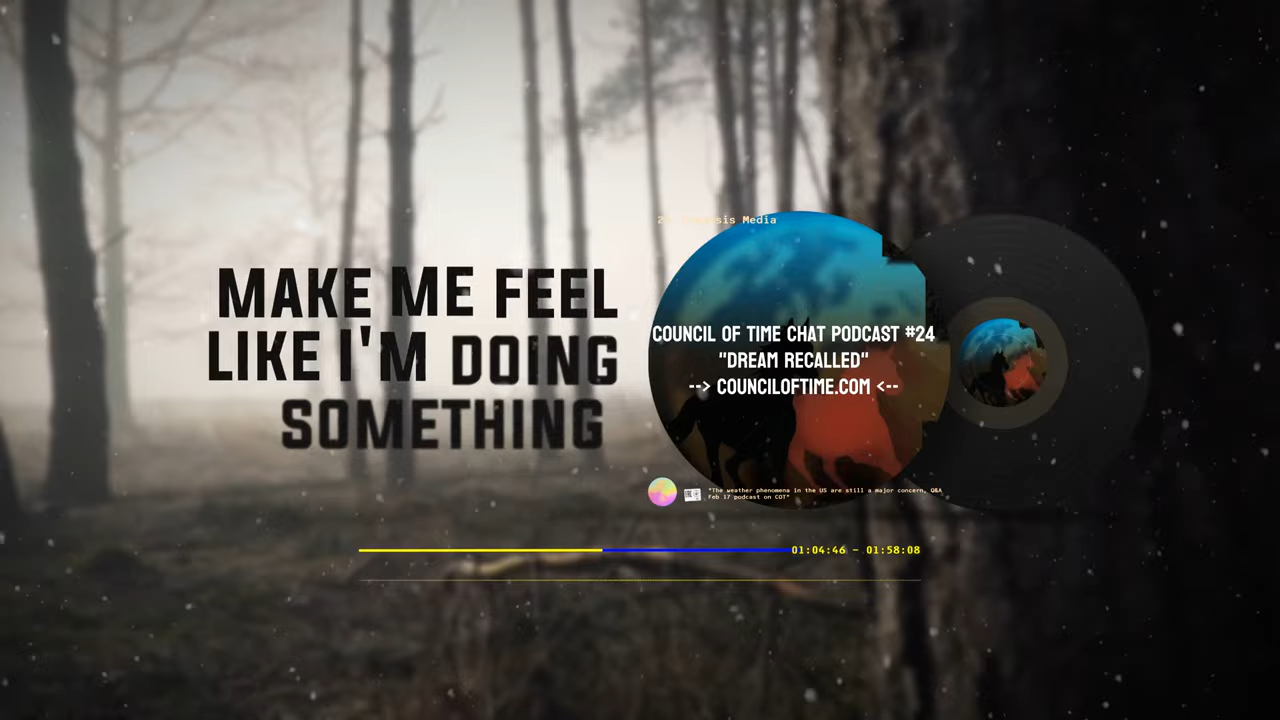 sis Media
MAKE ME FEEL
LIKE I'M DOING
SOMETHING
COUNCIL OF TIME CHAT PODCAST #24
"DREAM RECALLED"
--> COUNCILOFTIME.COM <--
"The weather phenomena in the US are still a major concern, Q&A
Feb 17 podcast on COT"
01:04:46 - 01:58:08